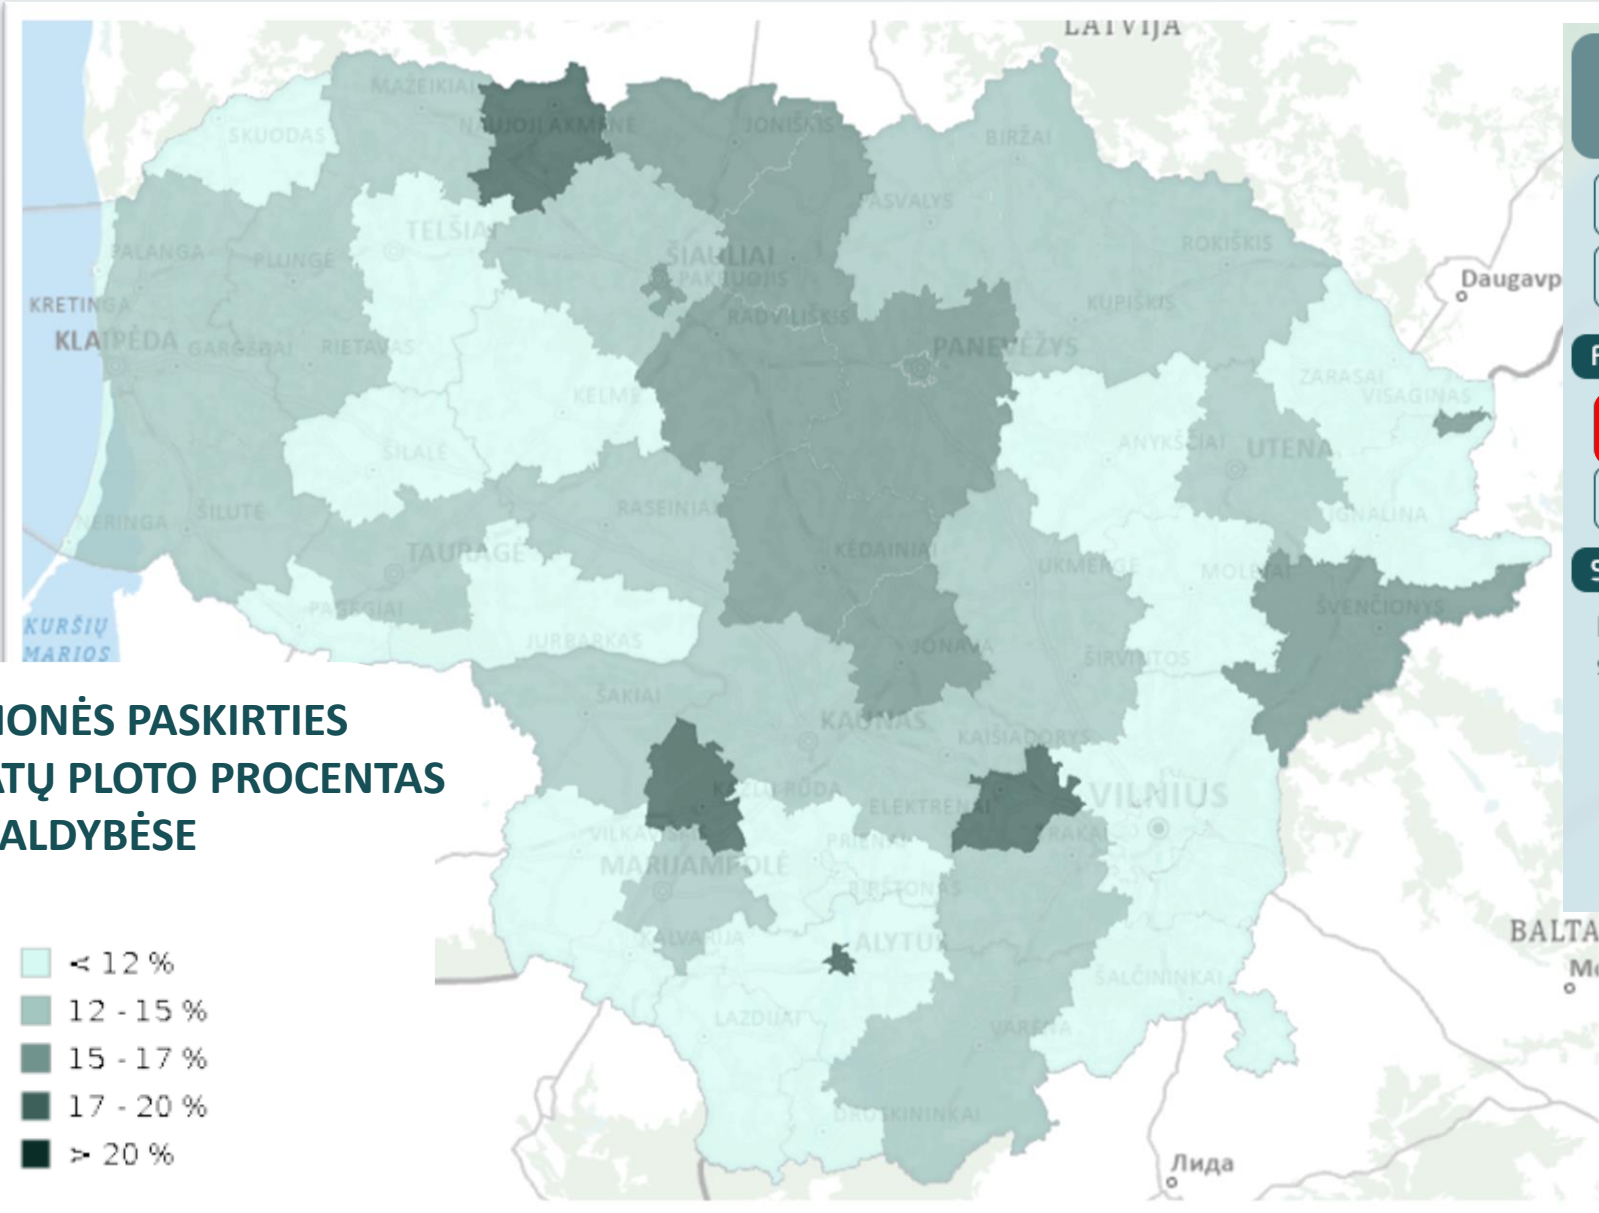 LATVIJA
MAŽEIKIAI
SKUODAS
NAUJOJI AKMENĖ
JONIŠKIS
BIRŽAI
PASVALYS
TELŠIAI
PALANGA
PLUNGĖ
ŠIAULIAI
PAKRUOJIS
ROKIŠKIS
Daugavp
KRETINGA
RADVILIŠKIS
KUPIŠKIS
KLAIPĖDA
GARGŽDAI
RIETAVAS
PANEVĖŽYS
ZARASAI
VISAGINAS
KELMĖ
ŠILALĖ
ANYKŠČIAI
UTENA
NERINGA
ŠILUTĖ
RASEINIAI
IGNALINA
TAURAGĖ
KĖDAINIAI
UKMERGĖ
MOLĖTAI
PAGĖGIAI
ŠVENČIONYS
KURŠIŲ
MARIOS
JURBARKAS
JONAVA
ŠIRVINTOS
ŠAKIAI
IONĖS PASKIRTIES
KAUNAS
KAIŠIADORYS
ATŲ PLOTO PROCENTAS
KAZLŲ RŪDA
ELEKTRĖNAI
VILNIUS
ALDYBĖSE
VILKAVIŠKIS
PRIENAI
TRAKAI
MARIJAMPOLĖ
BIRŠTONAS
KALVARIJA
ALYTUS
BALTA
< 12 %
ŠALČININKAI
12 - 15 %
LAZDIJAI
VARĖNA
15 - 17 %
17 - 20 %
DRUSKININKAI
> 20 %
Лида